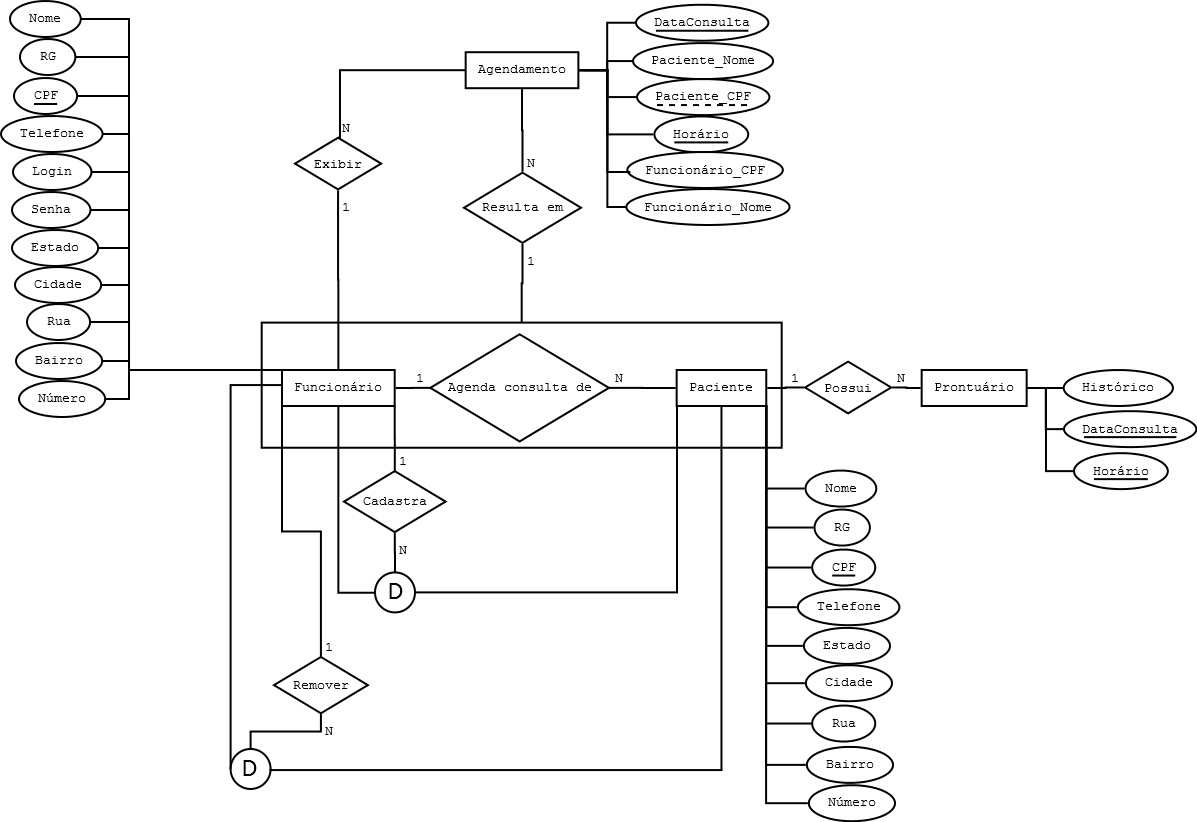 Nome
RG
CPF
Telefone
Login
Senha
Estado
Cidade
Rua
Bairro
Número
Agendamento
DataConsulta
Paciente_Nome
Paciente_CPF
Horário
Funcionário_CPF
Funcionário_Nome
N
Exibir
1
N
Resulta em
1
Funcionário
1
Agenda consulta de
N
Paciente
1
Possui
N
Prontuário
Histórico
DataConsulta
Horário
1
Cadastra
N
D
1
Remover
N
D
Nome
RG
CPF
Telefone
Estado
Cidade
Rua
Bairro
Número